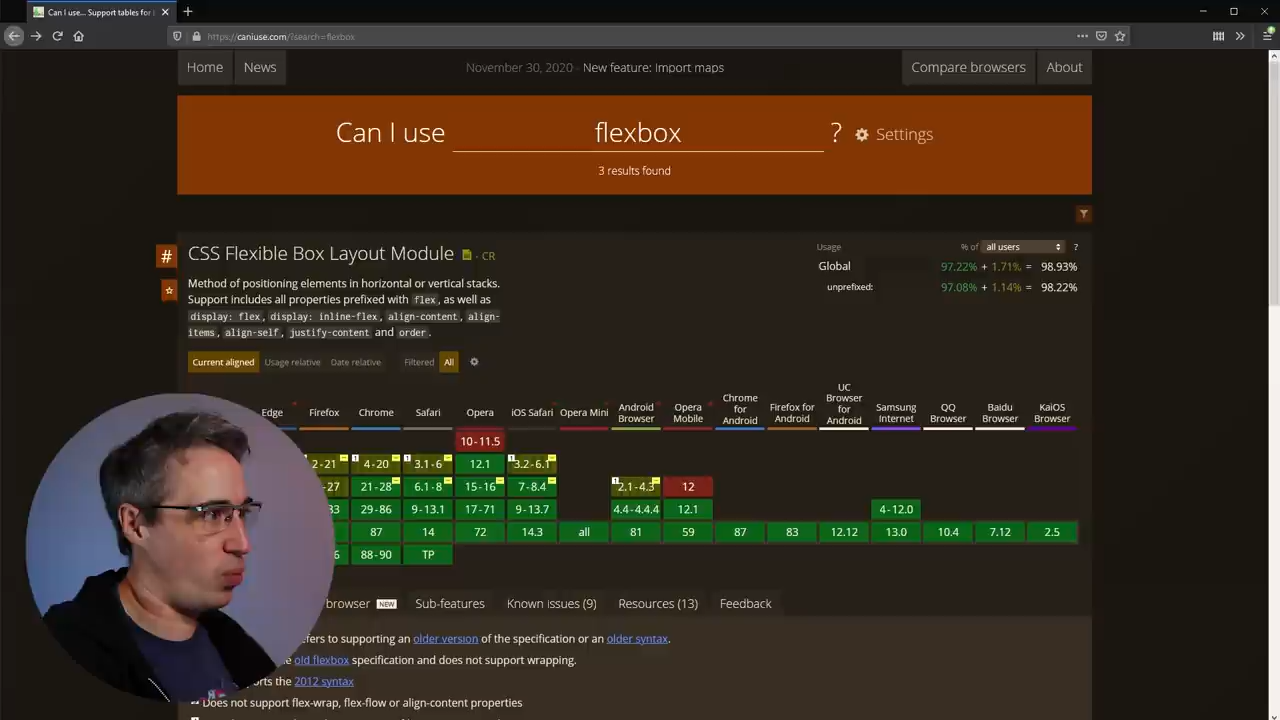 Can I use... Support tables for
https://caniuse.com/?search=flexbox
Home News November 30, 2020 - New feature: Import maps Compare browsers About
Can I use flexbox ? Settings
3 results found
# CSS Flexible Box Layout Module - CR
Usage % of all users ?
Global 97.22% + 1.71% = 98.93%
unprefixed: 97.08% + 1.14% = 98.22%
Method of positioning elements in horizontal or vertical stacks.
Support includes all properties prefixed with flex, as well as
display: flex, display: inline-flex, align-content, align-
items, align-self, justify-content and order.
Current aligned Usage relative Date relative Filtered All
Edge Firefox Chrome Safari Opera iOS Safari Opera Mini Android Browser Opera Mobile Chrome for Android Firefox for Android UC Browser for Android Samsung Internet QQ Browser Baidu Browser KaiOS Browser
10-11.5
2-21 1 4-20 1 3.1-6 12.1 1 3.2-6.1
-27 21-28 6.1-8 15-16 7-8.4 1 2.1-4.3 12
33 29-86 9-13.1 17-71 9-13.7 4.4-4.4.4 12.1 4-12.0
87 14 72 14.3 all 81 59 87 83 12.12 13.0 10.4 7.12 2.5
6 88-90 TP
browser NEW Sub-features Known issues (9) Resources (13) Feedback
efers to supporting an older version of the specification or an older syntax.
old flexbox specification and does not support wrapping.
ports the 2012 syntax
Does not support flex-wrap, flex-flow or align-content properties